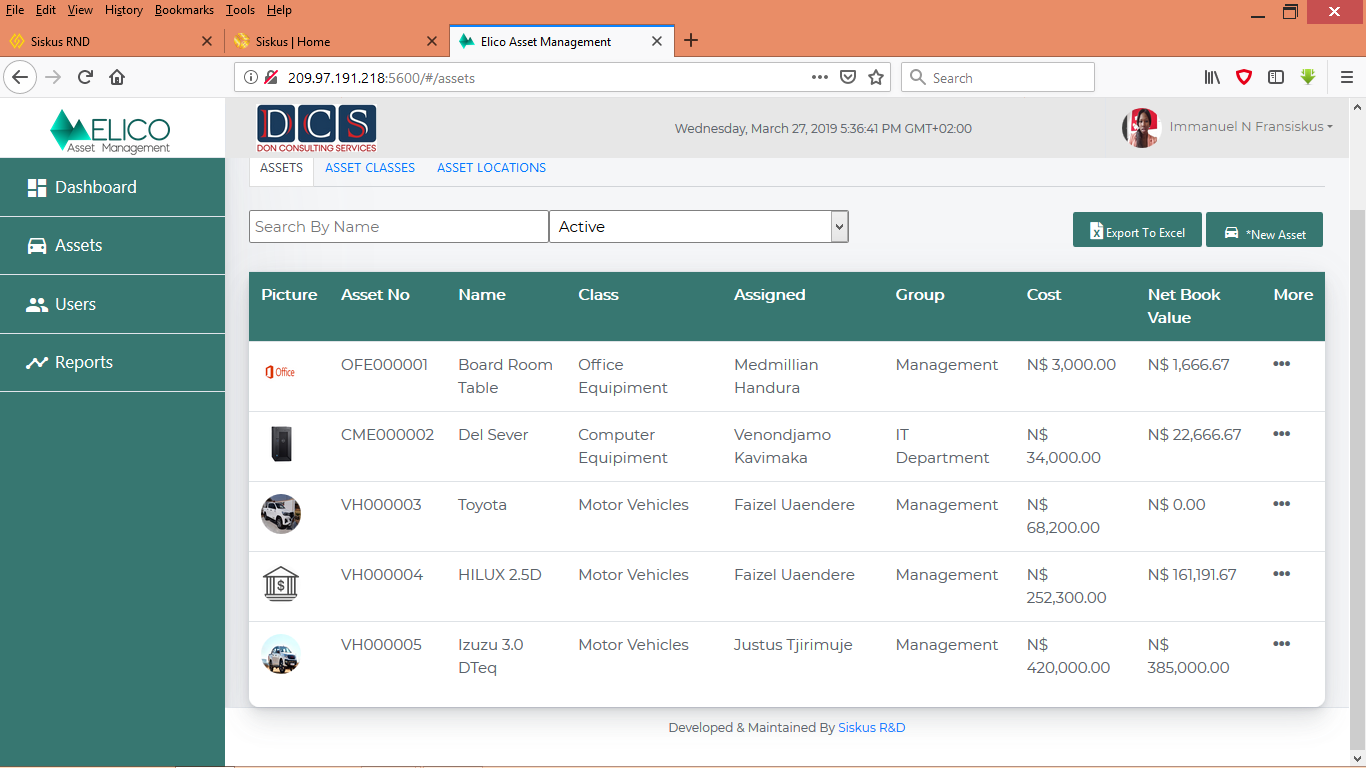 File Edit View History Bookmarks Tools Help
Siskus RND
Siskus | Home
Elico Asset Management
209.97.191.218:5600/#/assets
Search
ELICO
Asset Management
DCS
DON CONSULTING SERVICES
Wednesday, March 27, 2019 5:36:41 PM GMT+02:00
Immanuel N Fransiskus
Dashboard
Assets
Users
Reports
ASSETS ASSET CLASSES ASSET LOCATIONS
Search By Name
Active
Export To Excel
*New Asset
Picture Asset No Name Class Assigned Group Cost Net Book
Value More
Office OFE000001 Board Room Office Medmillian Management N$ 3,000.00 N$ 1,666.67
Table Equipiment Handura
CME000002 Del Sever Computer Venondjamo IT N$ N$ 22,666.67
Equipiment Kavimaka Department 34,000.00
VH000003 Toyota Motor Vehicles Faizel Uaendere Management N$ N$ 0.00
68,200.00
VH000004 HILUX 2.5D Motor Vehicles Faizel Uaendere Management N$ N$ 161,191.67
252,300.00
VH000005 Izuzu 3.0 Motor Vehicles Justus Tjirimuje Management N$ N$
DTeq 420,000.00 385,000.00
Developed & Maintained By Siskus R&D